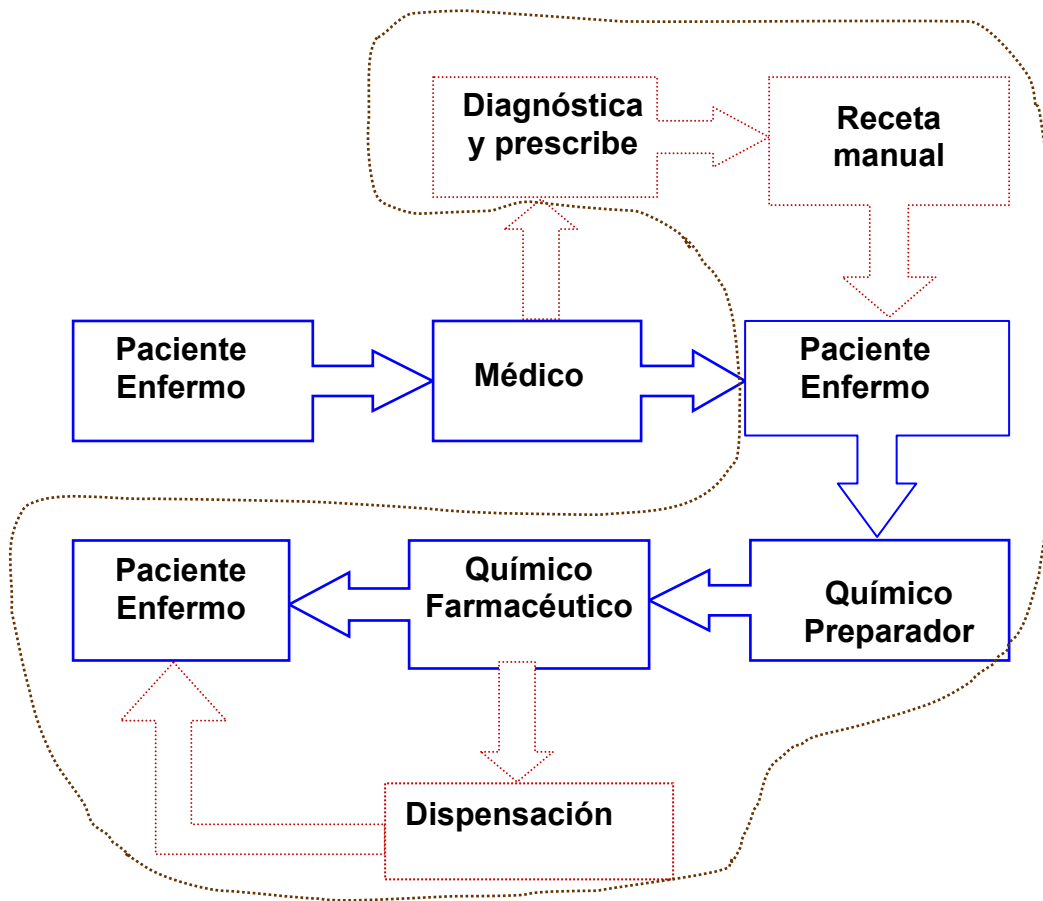 Diagnóstica
y prescribe
Receta
manual
Paciente
Enfermo
Médico
Paciente
Enfermo
Paciente
Enfermo
Químico
Farmacéutico
Químico
Preparador
Dispensación